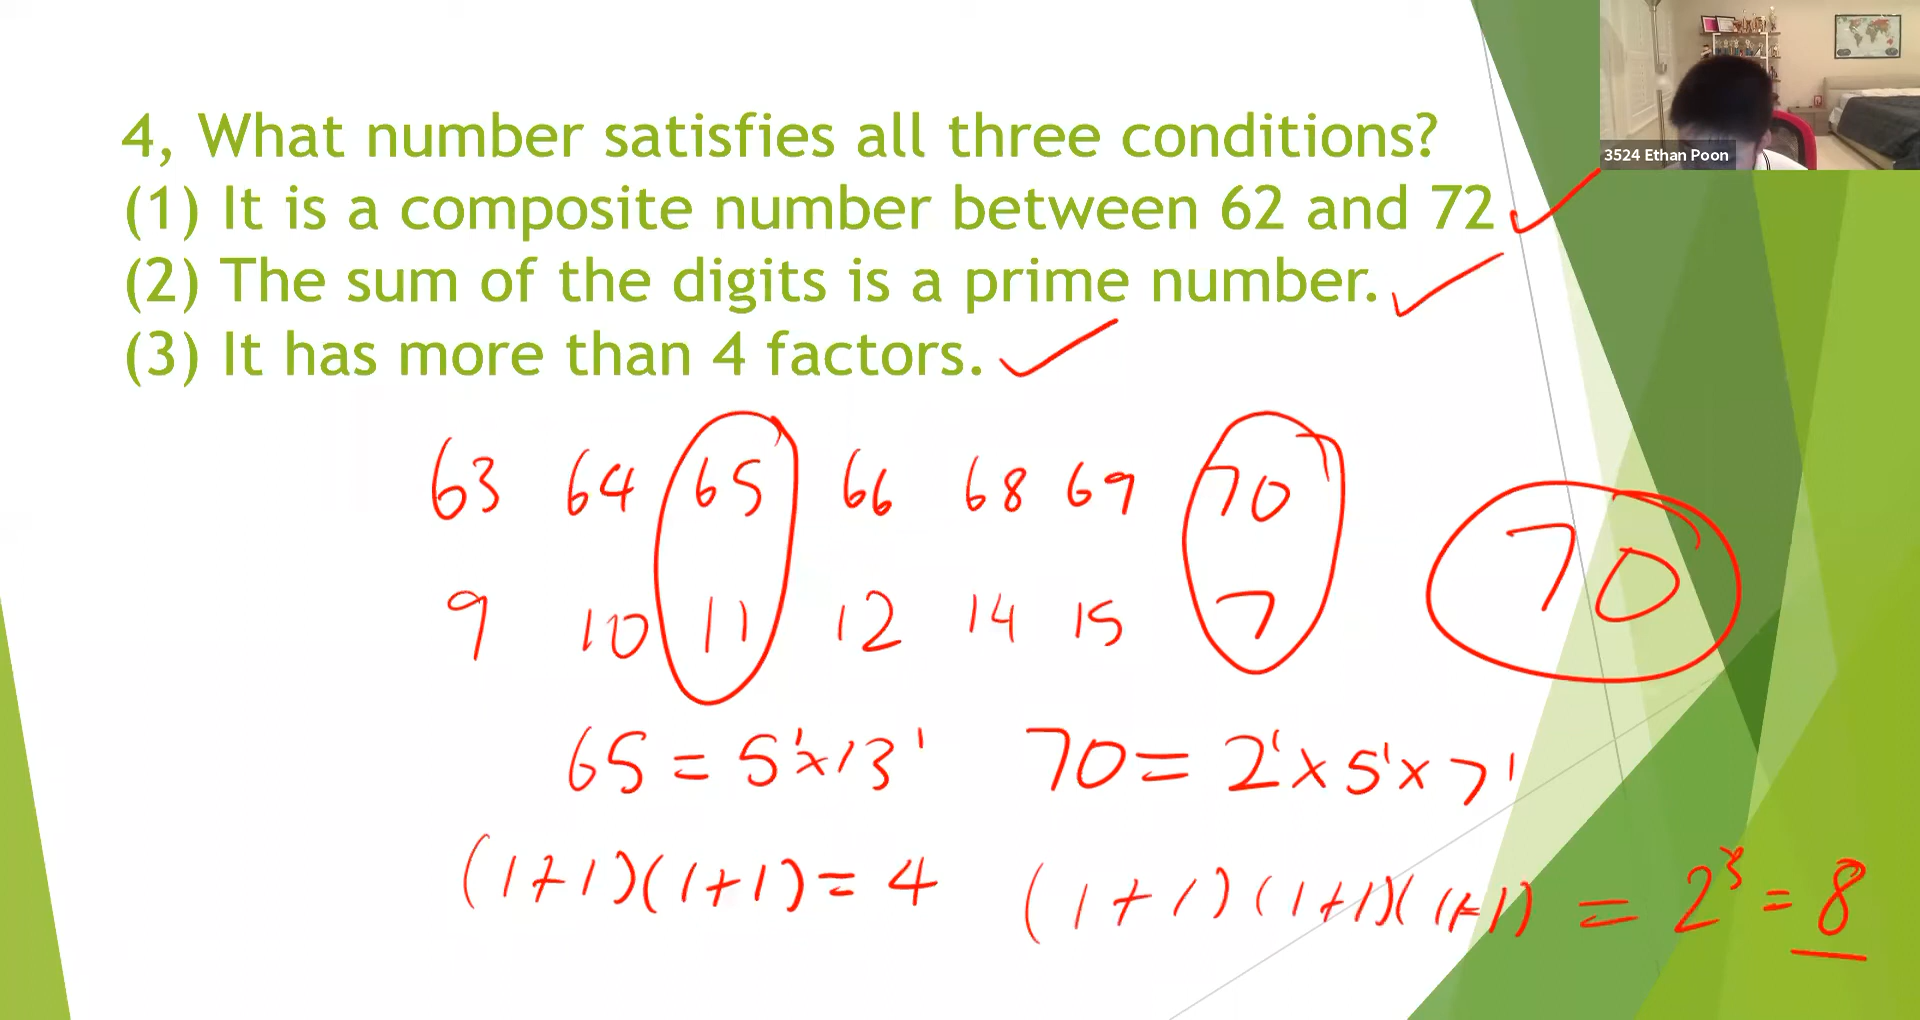 3524 Ethan Poon
4, What number satisfies all three conditions?
(1) It is a composite number between 62 and 72
(2) The sum of the digits is a prime number.
(3) It has more than 4 factors.
63 64 65 66 68 69 70
70
9 10 11 12 14 15 7
65 = 5¹×13¹ 70 = 2¹×5¹×7¹
(1+1)(1+1) = 4 (1+1)(1+1)(1+1) = 2³ = 8